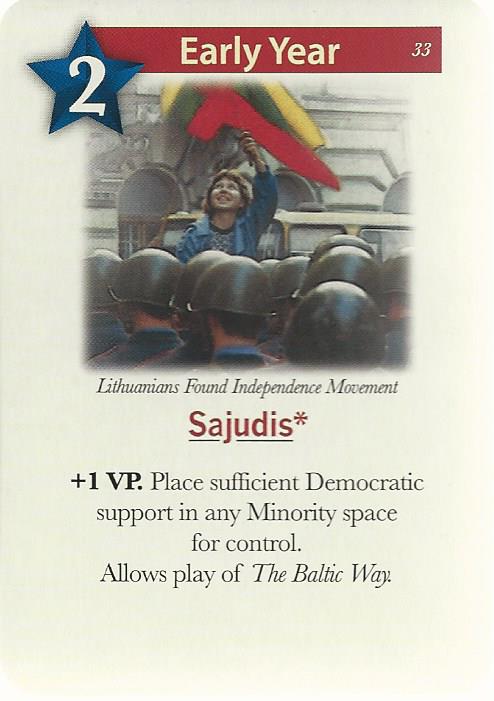 2
Early Year
33
Lithuanians Found Independence Movement
Sajudis*
+1 VP. Place sufficient Democratic
support in any Minority space
for control.
Allows play of The Baltic Way.